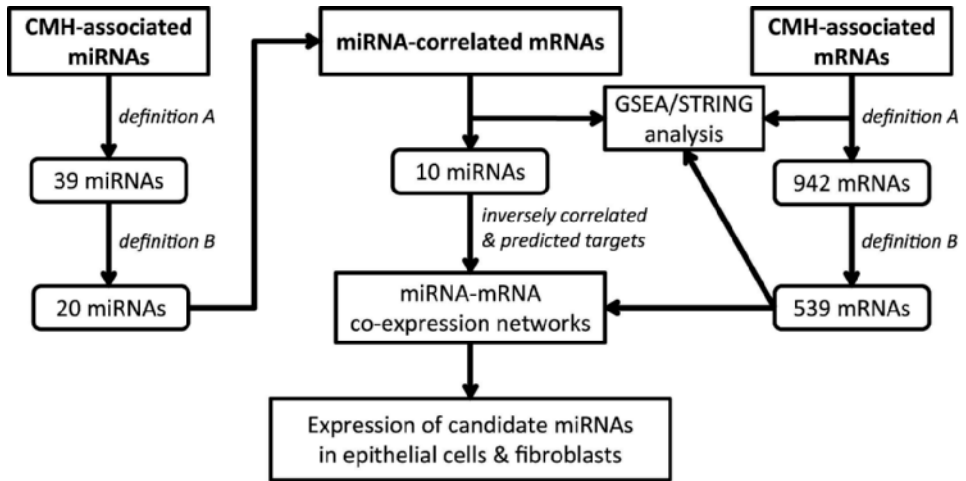 CMH-associated
miRNAs
definition A
39 miRNAs
definition B
20 miRNAs
miRNA-correlated mRNAs
GSEA/STRING
analysis
10 miRNAs
inversely correlated
& predicted targets
miRNA-mRNA
co-expression networks
Expression of candidate miRNAs
in epithelial cells & fibroblasts
CMH-associated
mRNAs
definition A
942 mRNAs
definition B
539 mRNAs